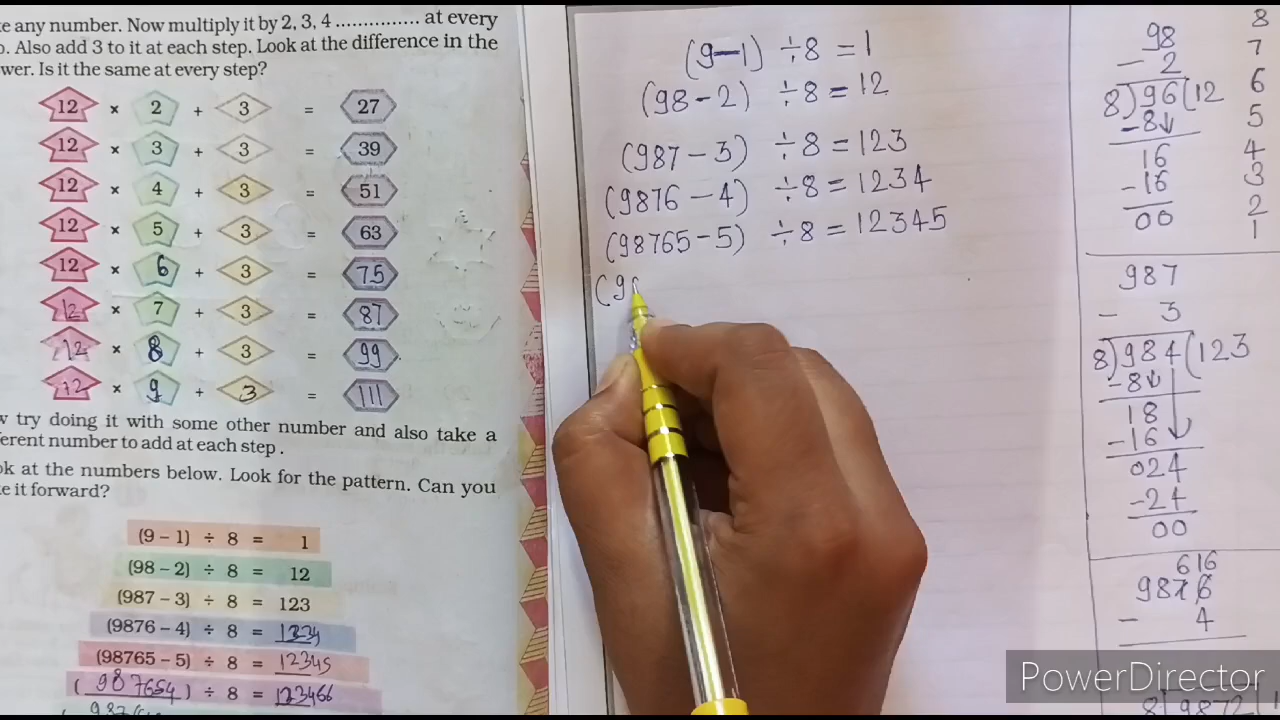 e any number. Now multiply it by 2, 3, 4 ............... at every
p. Also add 3 to it at each step. Look at the difference in the
wer. Is it the same at every step?
12 × 2 + 3 = 27
12 × 3 + 3 = 39
12 × 4 + 3 = 51
12 × 5 + 3 = 63
12 × 6 + 3 = 75
12 × 7 + 3 = 87
12 × 8 + 3 = 99
12 × 9 + 3 = 111
w try doing it with some other number and also take a
erent number to add at each step .
ok at the numbers below. Look for the pattern. Can you
e it forward?
(9 – 1) ÷ 8 = 1
(98 – 2) ÷ 8 = 12
(987 – 3) ÷ 8 = 123
(9876 – 4) ÷ 8 = 1234
(98765 – 5) ÷ 8 = 12345
( 987654 ) ÷ 8 = 123466
(9-1) ÷8 = 1
(98-2) ÷8 = 12
(987-3) ÷8 = 123
(9876-4) ÷8 = 1234
(98765-5) ÷8 = 12345
(9
98
- 2
8)96(12
-8↓
16
-16
00
8
7
6
5
4
3
2
1
987
- 3
8)984(123
-8↓
18
-16
024
-24
00
616
9876
- 4
8)9872(1
PowerDirector